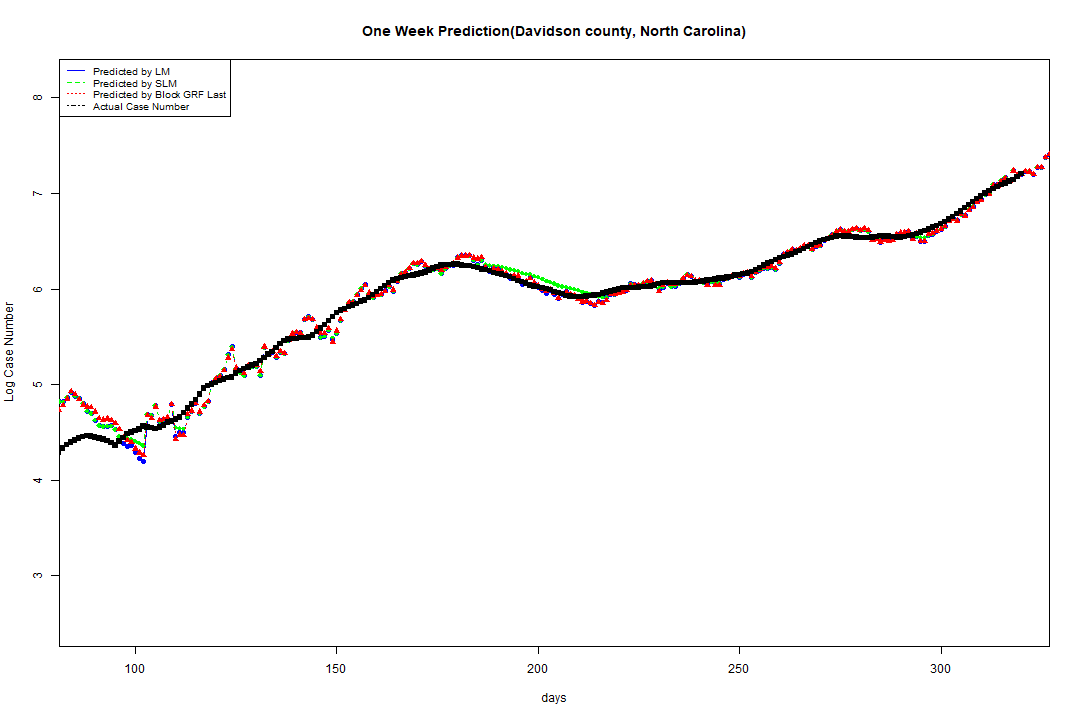 One Week Prediction(Davidson county, North Carolina)
Predicted by LM
Predicted by SLM
Predicted by Block GRF Last
Actual Case Number
8
7
6
5
4
3
Log Case Number
100 150 200 250 300
days